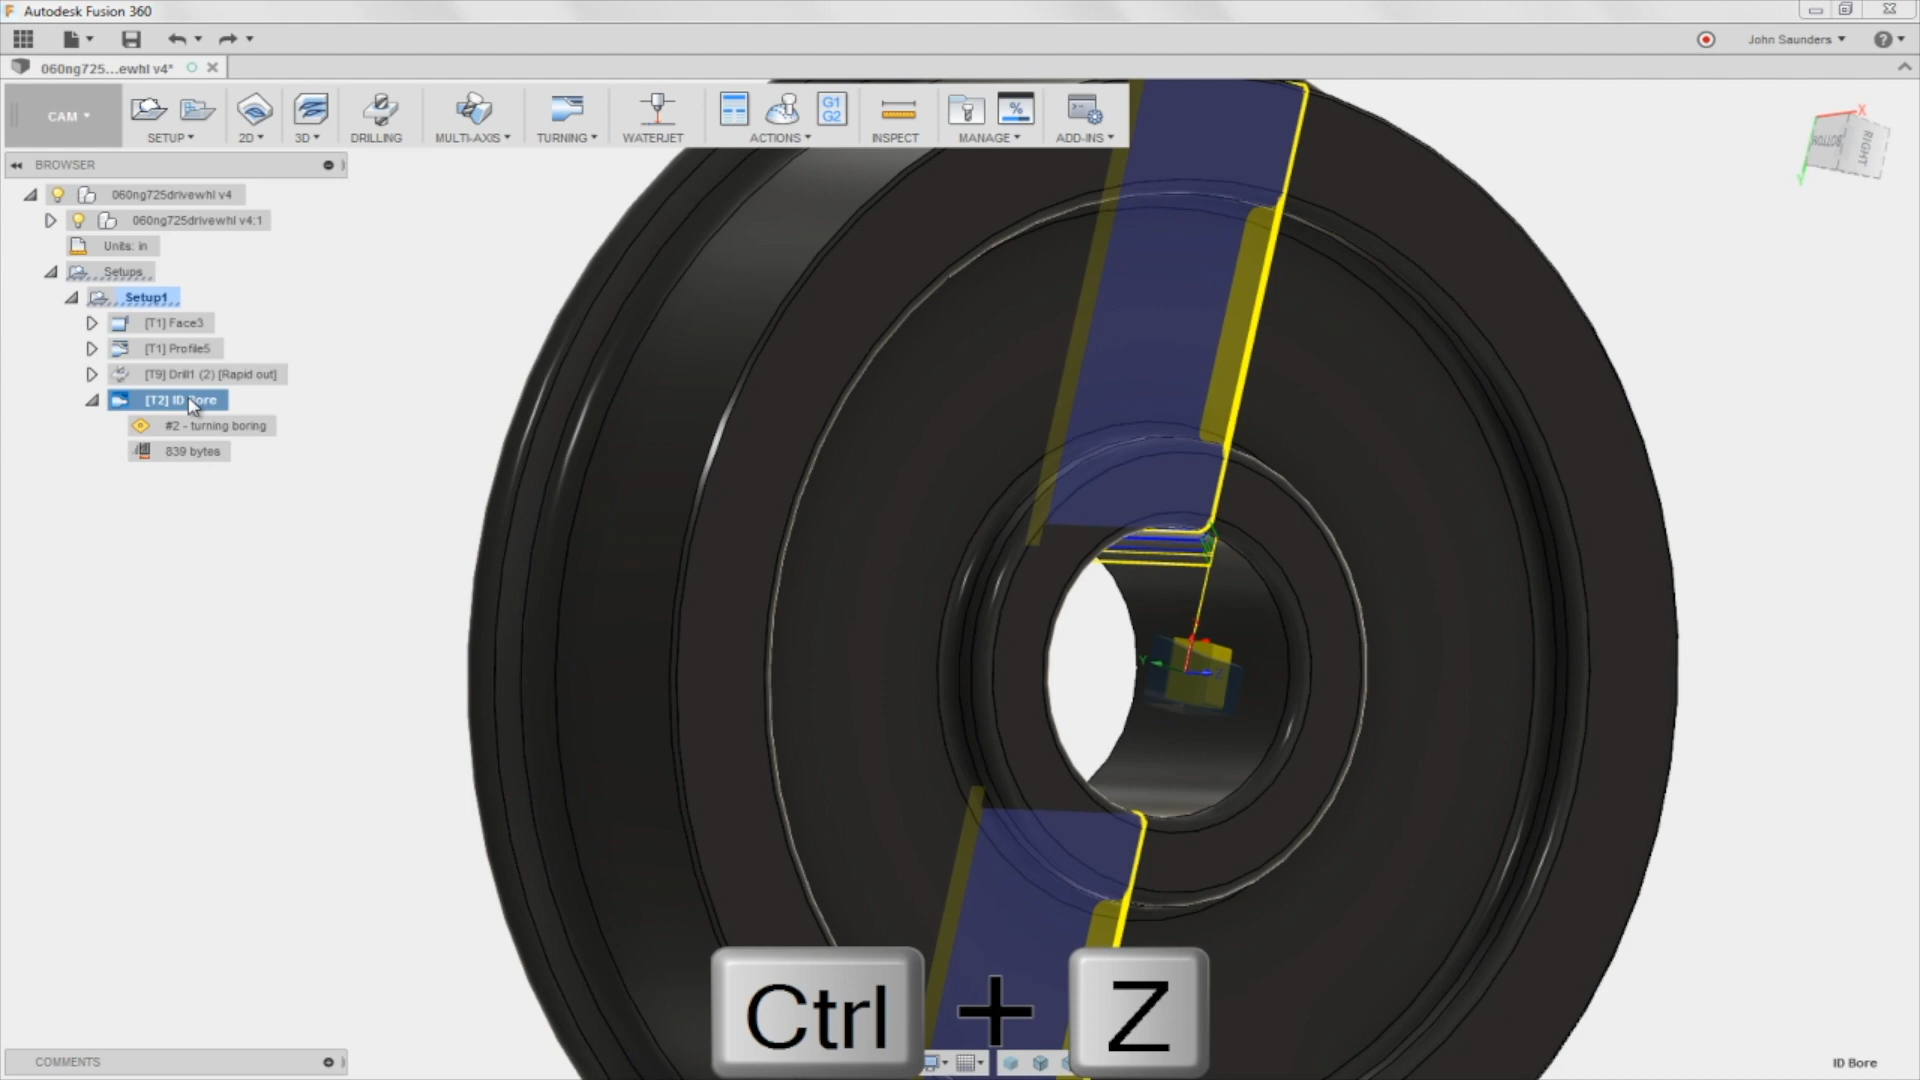 Autodesk Fusion 360
John Saunders
?
060ng725...ewhl v4*
CAM
G1
G2
%
SETUP
2D
3D
DRILLING
MULTI-AXIS
TURNING
WATERJET
ACTIONS
INSPECT
MANAGE
ADD-INS
X
BOTTOM
RIGHT
Y
BROWSER
060ng725drivewhl v4
060ng725drivewhl v4:1
Units: in
Setups
Setup1
[T1] Face3
[T1] Profile5
[T9] Drill1 (2) [Rapid out]
[T2] ID Bore
#2 - turning boring
839 bytes
Y
Z
Ctrl + Z
COMMENTS
ID Bore